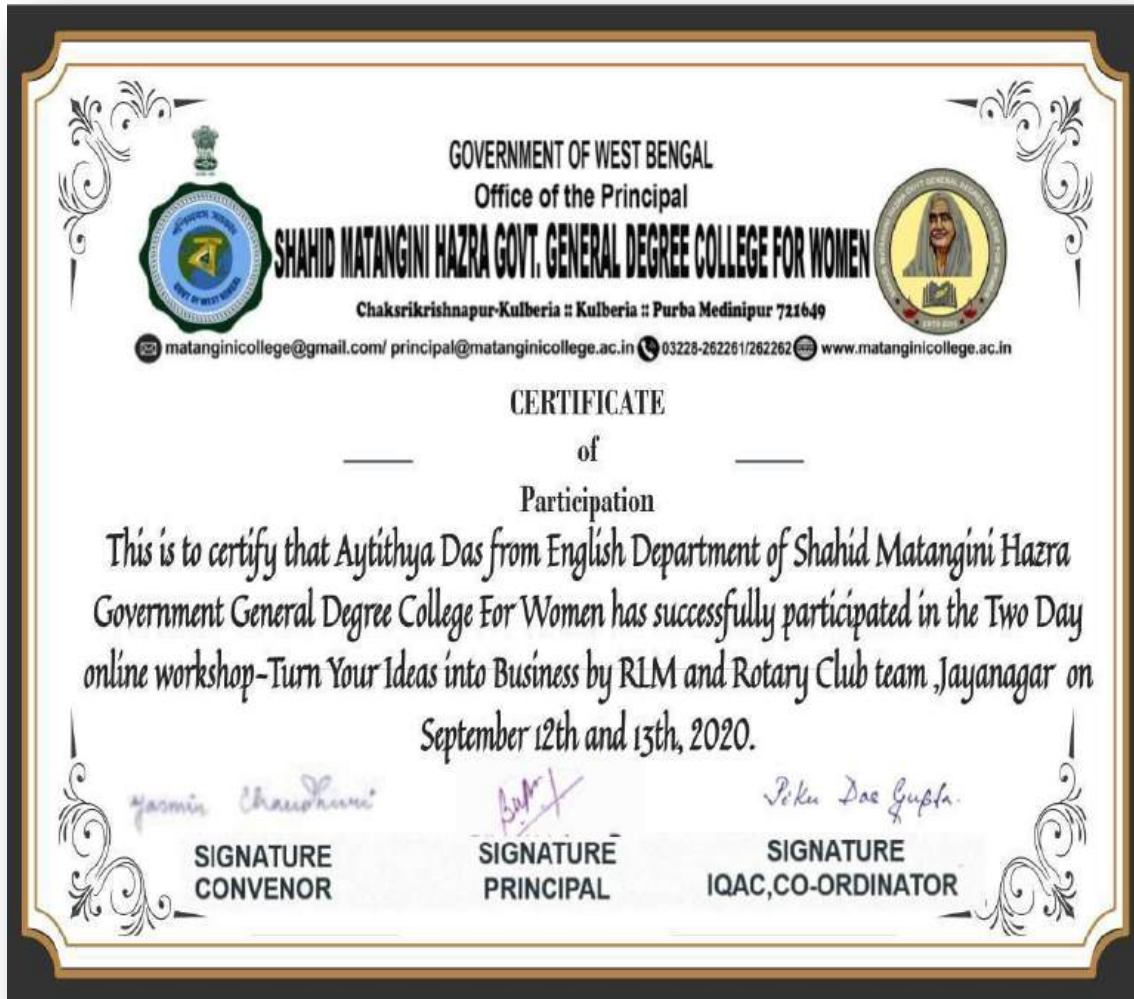 GOVERNMENT OF WEST BENGAL
Office of the Principal
SHAHID MATANGINI HAZRA GOVT. GENERAL DEGREE COLLEGE FOR WOMEN
Chaksrikrishnapur-Kulberia :: Kulberia :: Purba Medinipur 721649
matanginicollege@gmail.com/ principal@matanginicollege.ac.in 03228-262261/262262 www.matanginicollege.ac.in
GOVT OF WEST BENGAL
CERTIFICATE
of
Participation
This is to certify that Aytithya Das from English Department of Shahid Matangini Hazra
Government General Degree College For Women has successfully participated in the Two Day
online workshop-Turn Your Ideas into Business by RLM and Rotary Club team ,Jayanagar on
September 12th and 13th, 2020.
Yasmin Chaudhuri
Piku Das Gupta.
SIGNATURE
CONVENOR
SIGNATURE
PRINCIPAL
SIGNATURE
IQAC,CO-ORDINATOR